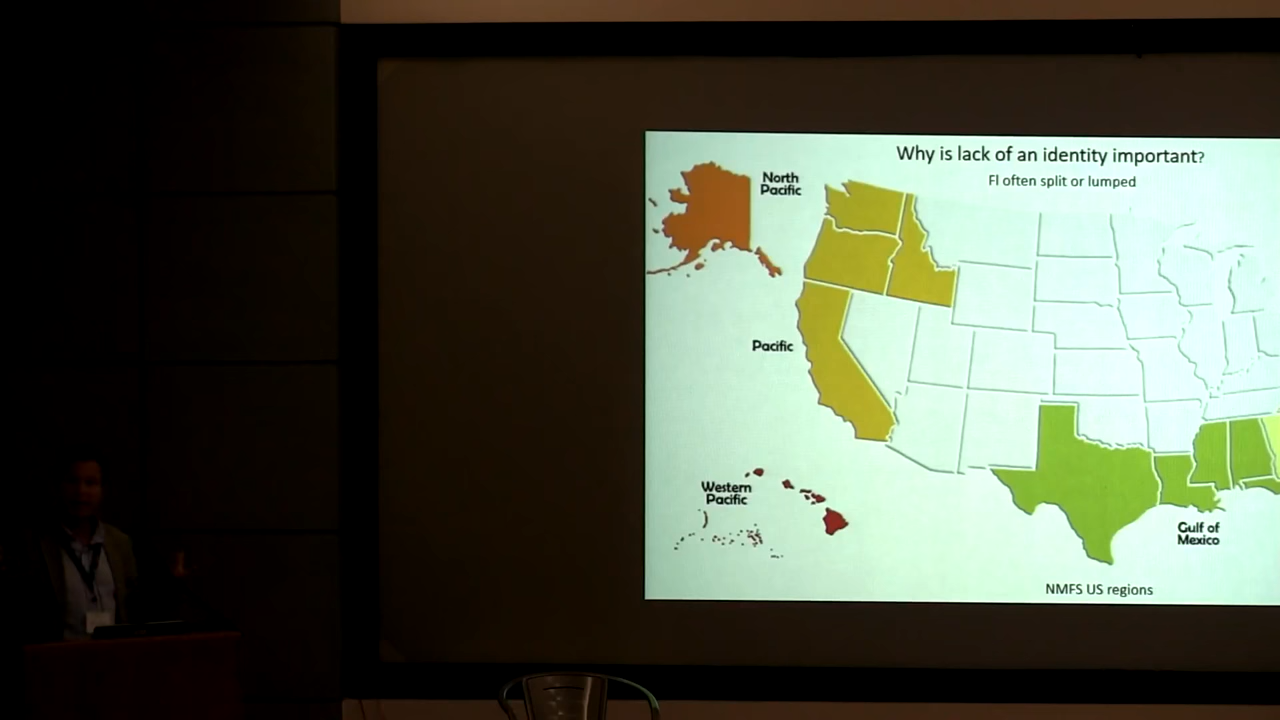 Why is lack of an identity important?
Fl often split or lumped
North
Pacific
Pacific
Western
Pacific
Gulf of
Mexico
NMFS US regions